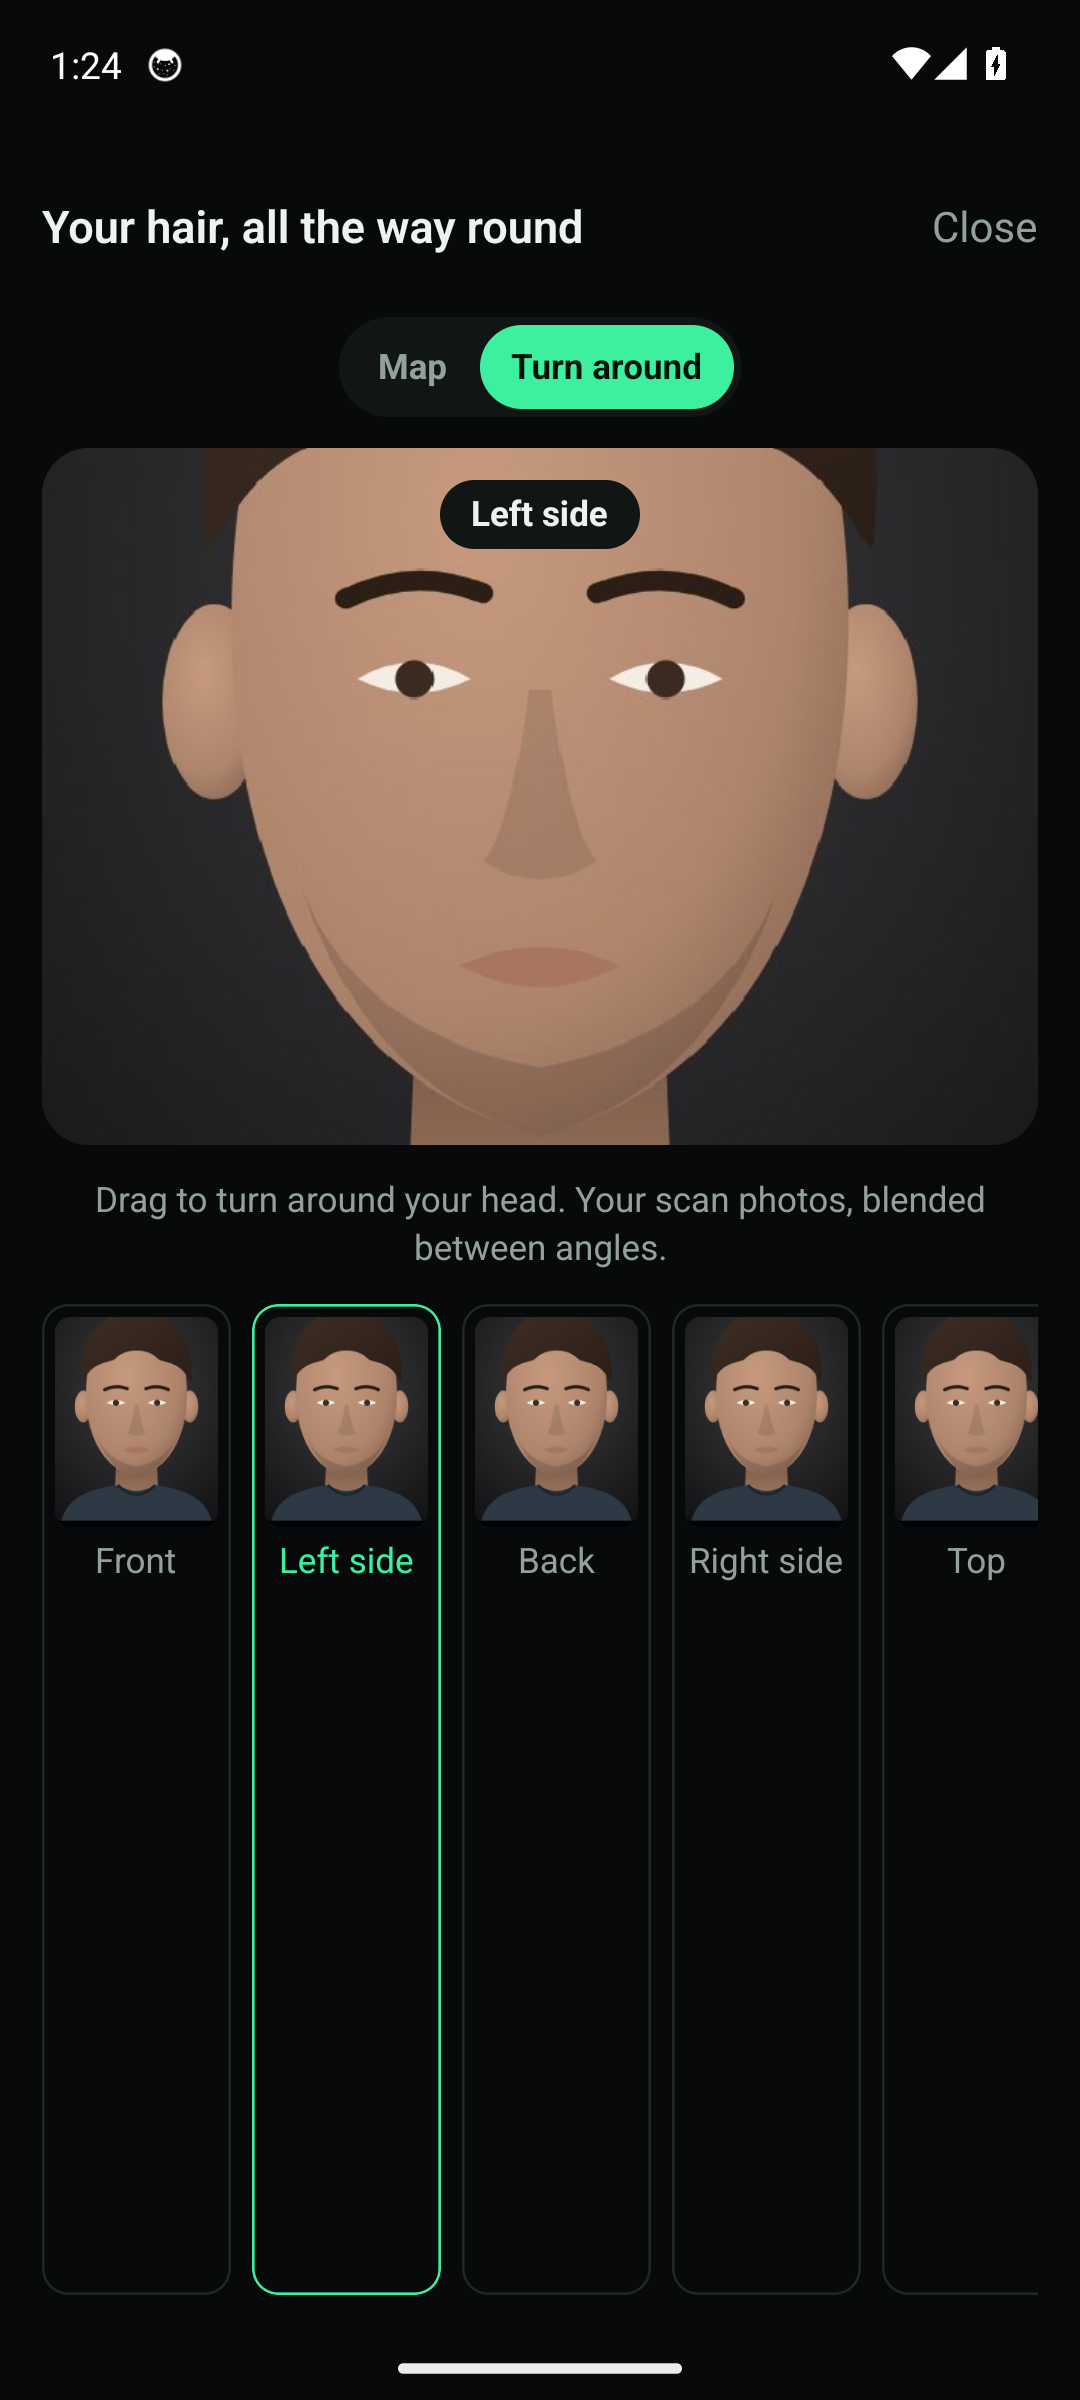 1:24
Your hair, all the way round
Close
Map
Turn around
Left side
Drag to turn around your head. Your scan photos, blended
between angles.
Front
Left side
Back
Right side
Top